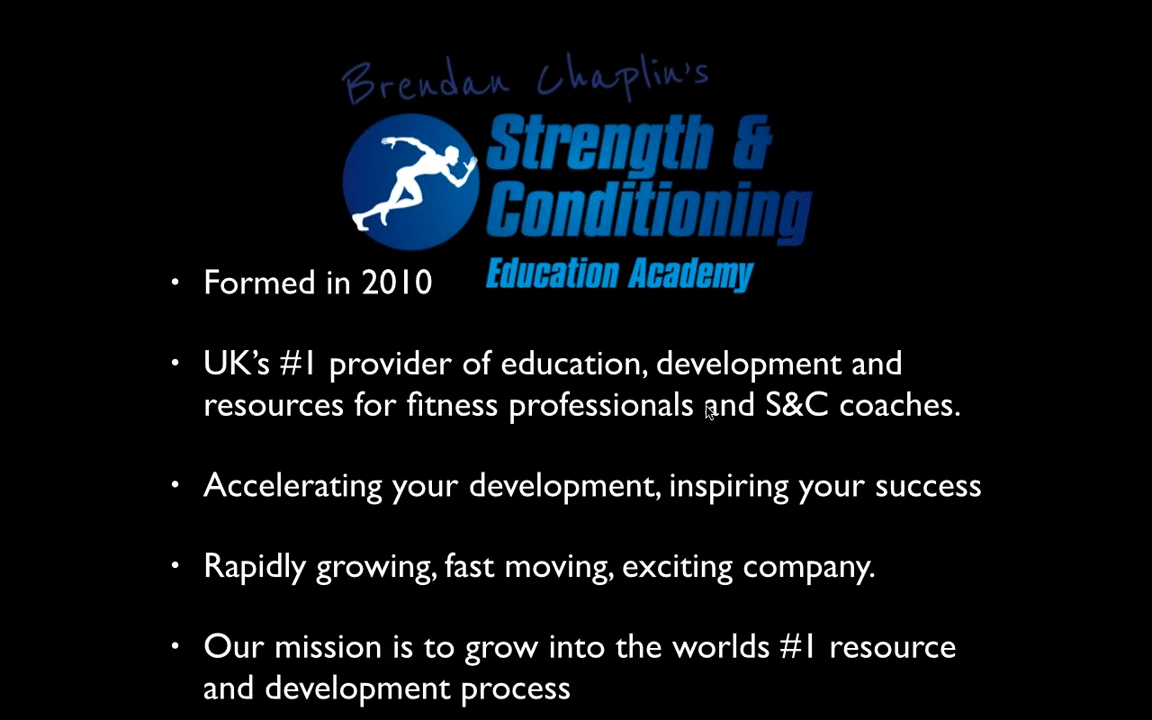 Brendan Chaplin's
Strength &
Conditioning
Education Academy
• Formed in 2010
• UK's #1 provider of education, development and
resources for fitness professionals and S&C coaches.
• Accelerating your development, inspiring your success
• Rapidly growing, fast moving, exciting company.
• Our mission is to grow into the worlds #1 resource
and development process